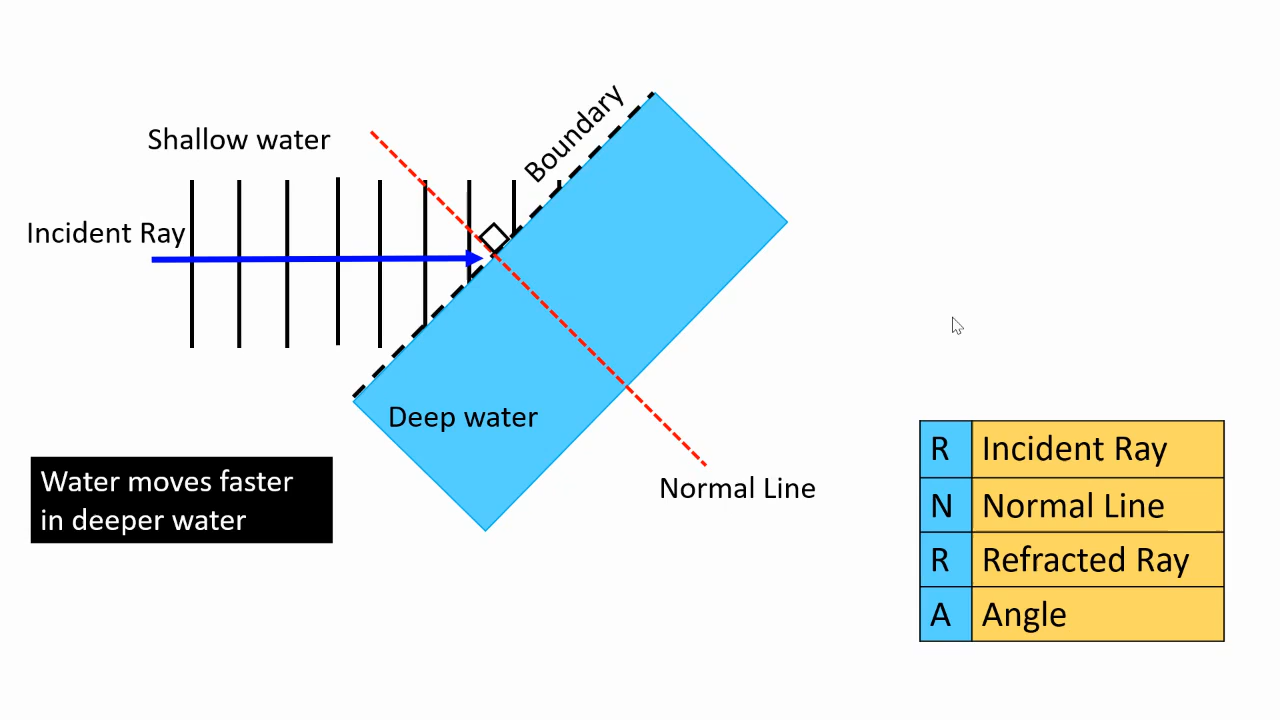 Boundary
Shallow water
Incident Ray
Deep water
Normal Line
Water moves faster
in deeper water
R Incident Ray
N Normal Line
R Refracted Ray
A Angle